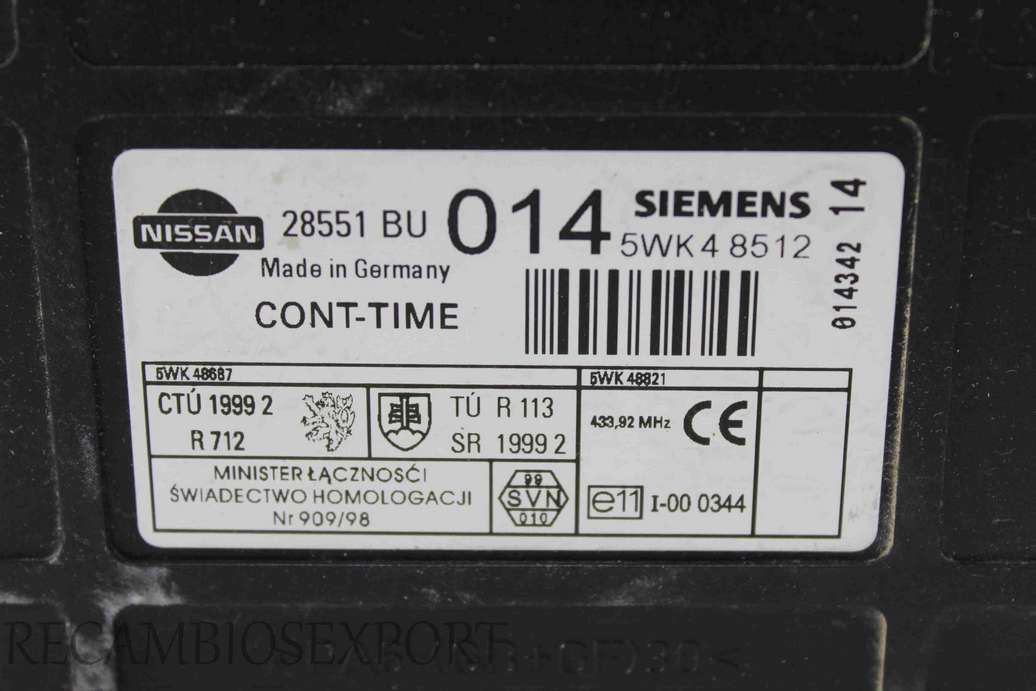 NISSAN 28551 BU 014 SIEMENS
5WK4 8512
014342 14
Made in Germany
CONT-TIME
5WK 48687
5WK 48821
CTÚ 1999 2
R 712
TÚ R 113
SR 1999 2
433,92 MHz CE
MINISTER ŁĄCZNOŚĆI
ŚWIADECTWO HOMOLOGACJI
Nr 909/98
99
SVN
010
e11 I-00 0344
RECAMBIOSEXPORT